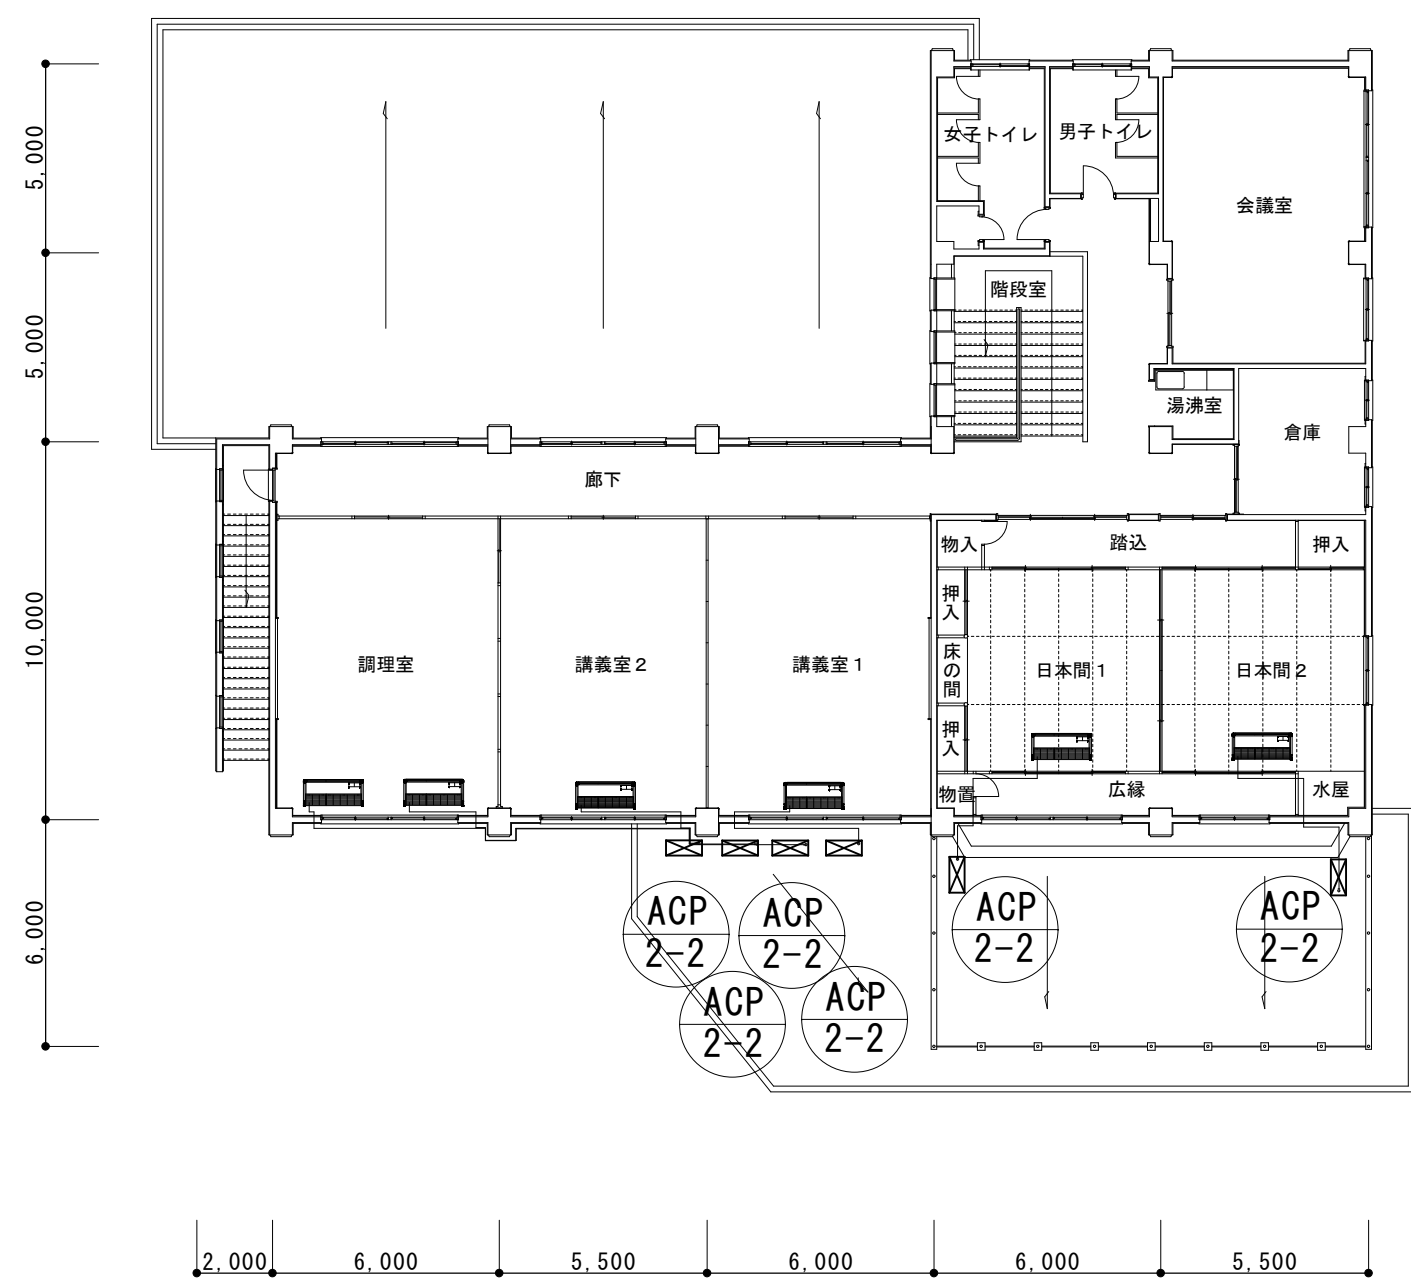 女子トイレ
男子トイレ
会議室
5,000
階段室
5,000
湯沸室
倉庫
廊下
物入
踏込
押入
押入
10,000
調理室
講義室2
講義室1
床の間
日本間1
日本間2
押入
物置
広縁
水屋
6,000
ACP
2-2
ACP
2-2
ACP
2-2
ACP
2-2
ACP
2-2
ACP
2-2
2,000
6,000
5,500
6,000
6,000
5,500